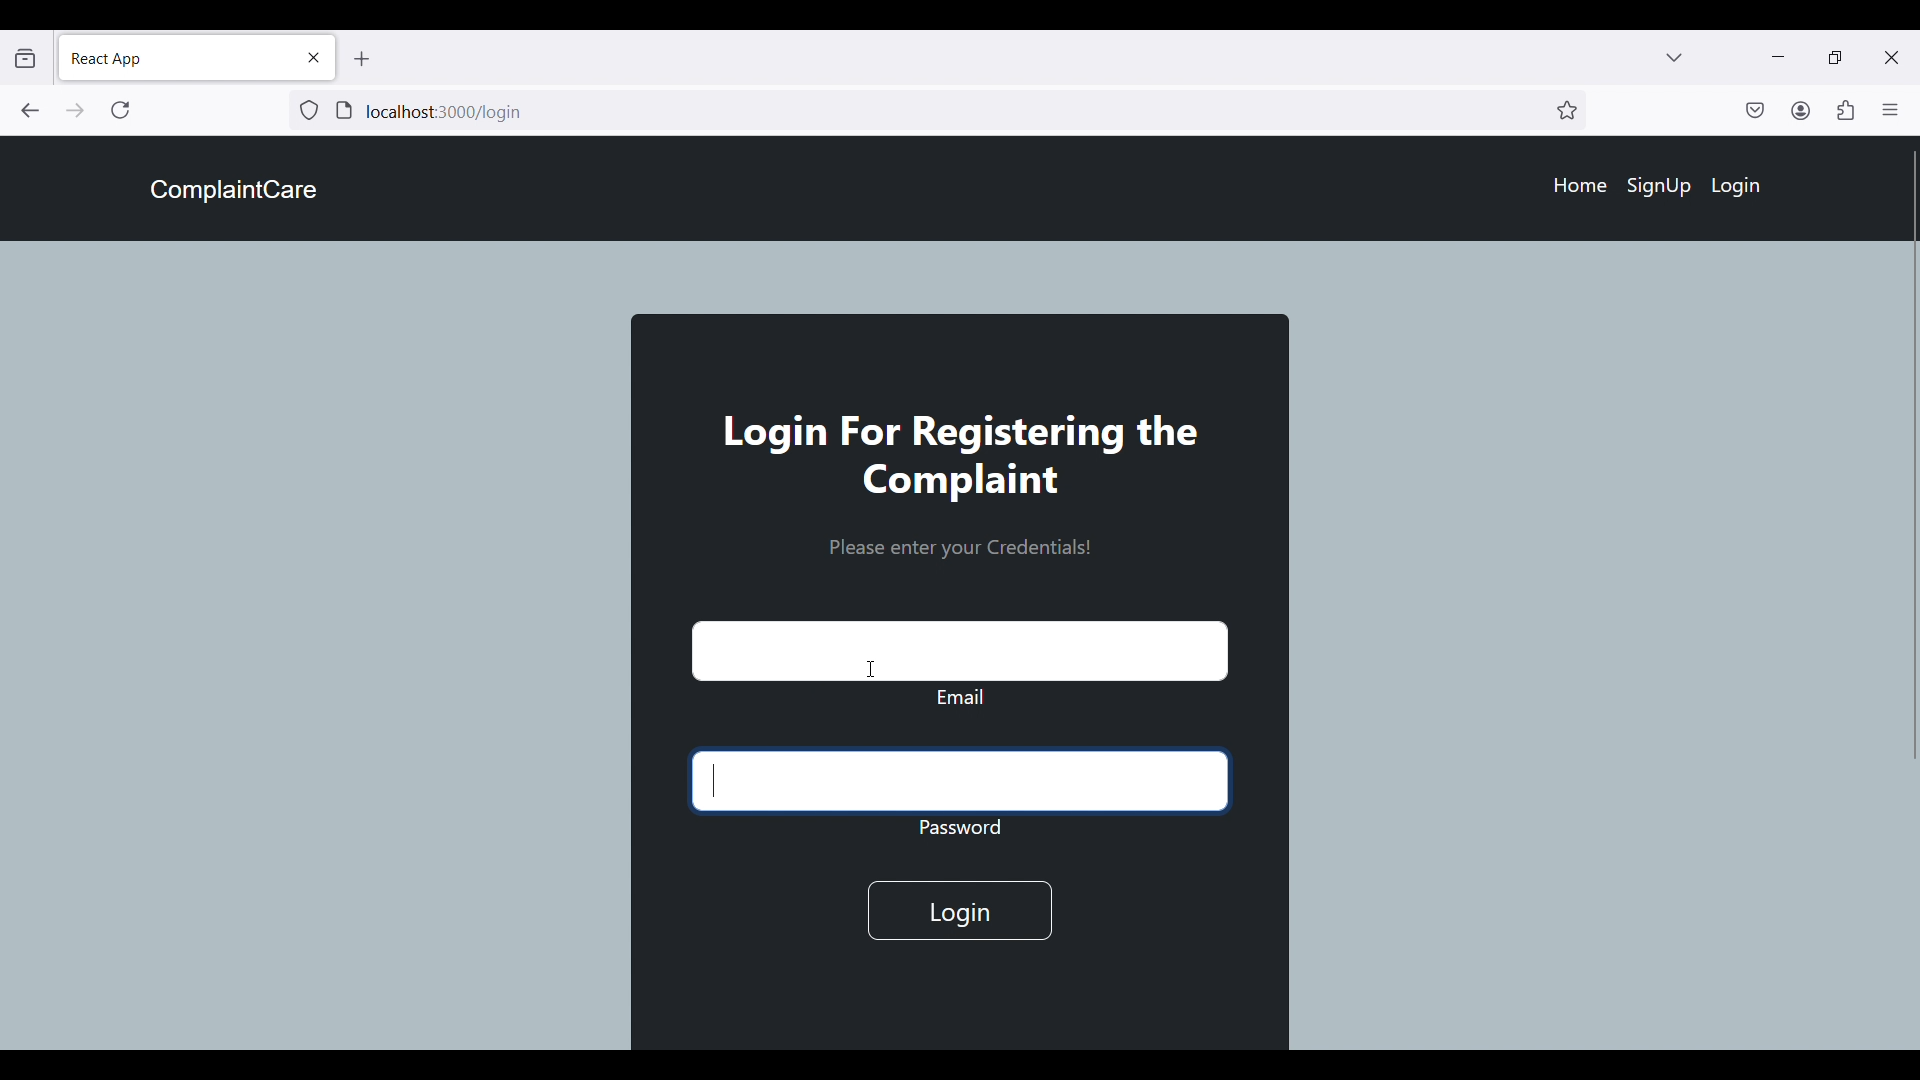 React App
localhost:3000/login
ComplaintCare
Home SignUp Login
Login For Registering the
Complaint
Please enter your Credentials!
Email
Password
Login